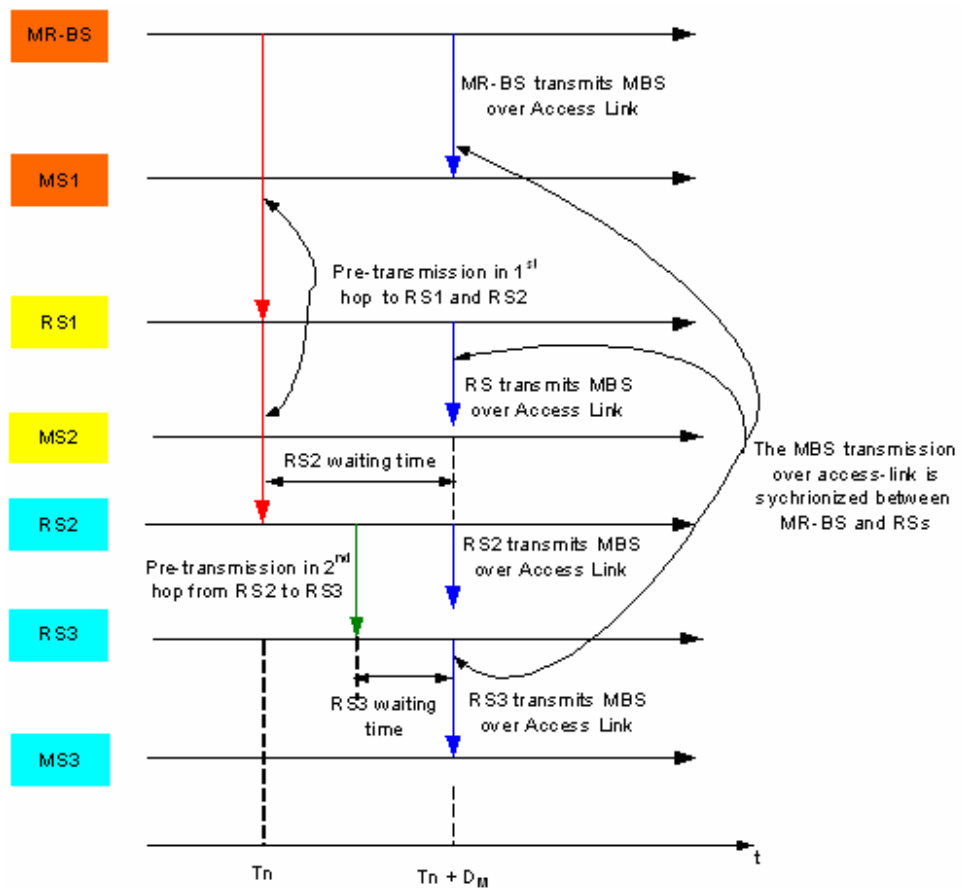 MR-BS
MR-BS transmits MBS
over Access Link
MS1
Pre-transmission in 1st
hop to RS1 and RS2
RS1
RS transmits MBS
over Access Link
MS2
RS2 waiting time
The MBS transmission
over access-link is
sychrionized between
MR-BS and RSs
RS2
RS2 transmits MBS
over Access Link
Pre-transmission in 2nd
hop from RS2 to RS3
RS3
RS3 waiting
time
RS3 transmits MBS
over Access Link
MS3
t
Tn
Tn + DM